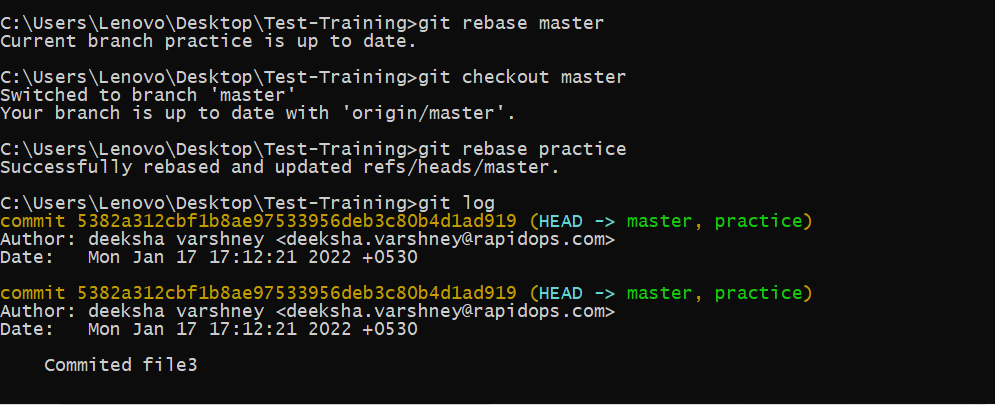 C:\Users\Lenovo\Desktop\Test-Training>git rebase master
Current branch practice is up to date.
C:\Users\Lenovo\Desktop\Test-Training>git checkout master
Switched to branch 'master'
Your branch is up to date with 'origin/master'.
C:\Users\Lenovo\Desktop\Test-Training>git rebase practice
Successfully rebased and updated refs/heads/master.
C:\Users\Lenovo\Desktop\Test-Training>git log
commit 5382a312cbf1b8ae97533956deb3c80b4d1ad919 (HEAD -> master, practice)
Author: deeksha varshney <deeksha.varshney@rapidops.com>
Date:   Mon Jan 17 17:12:21 2022 +0530
commit 5382a312cbf1b8ae97533956deb3c80b4d1ad919 (HEAD -> master, practice)
Author: deeksha varshney <deeksha.varshney@rapidops.com>
Date:   Mon Jan 17 17:12:21 2022 +0530
    Commited file3